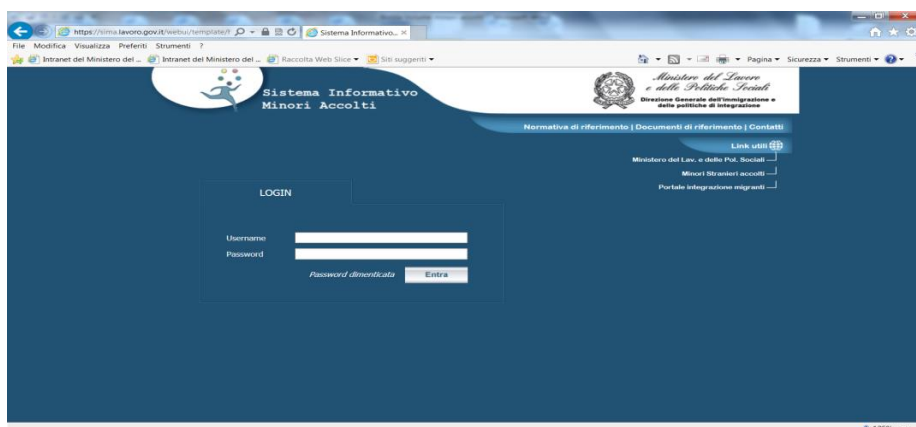 https://sima.lavoro.gov.it/webui/template/
Sistema Informativo...
File Modifica Visualizza Preferiti Strumenti ?
Intranet del Ministero del ... Intranet del Ministero del ... Raccolta Web Slice Siti suggeriti Pagina Sicurezza Strumenti
Sistema Informativo
Minori Accolti
Ministero del Lavoro
e delle Politiche Sociali
Direzione Generale dell'immigrazione e
delle politiche di integrazione
Normativa di riferimento | Documenti di riferimento | Contatti
Link utili
Ministero del Lav. e delle Pol. Sociali
Minori Stranieri accolti
Portale integrazione migranti
LOGIN
Username
Password
Password dimenticata Entra